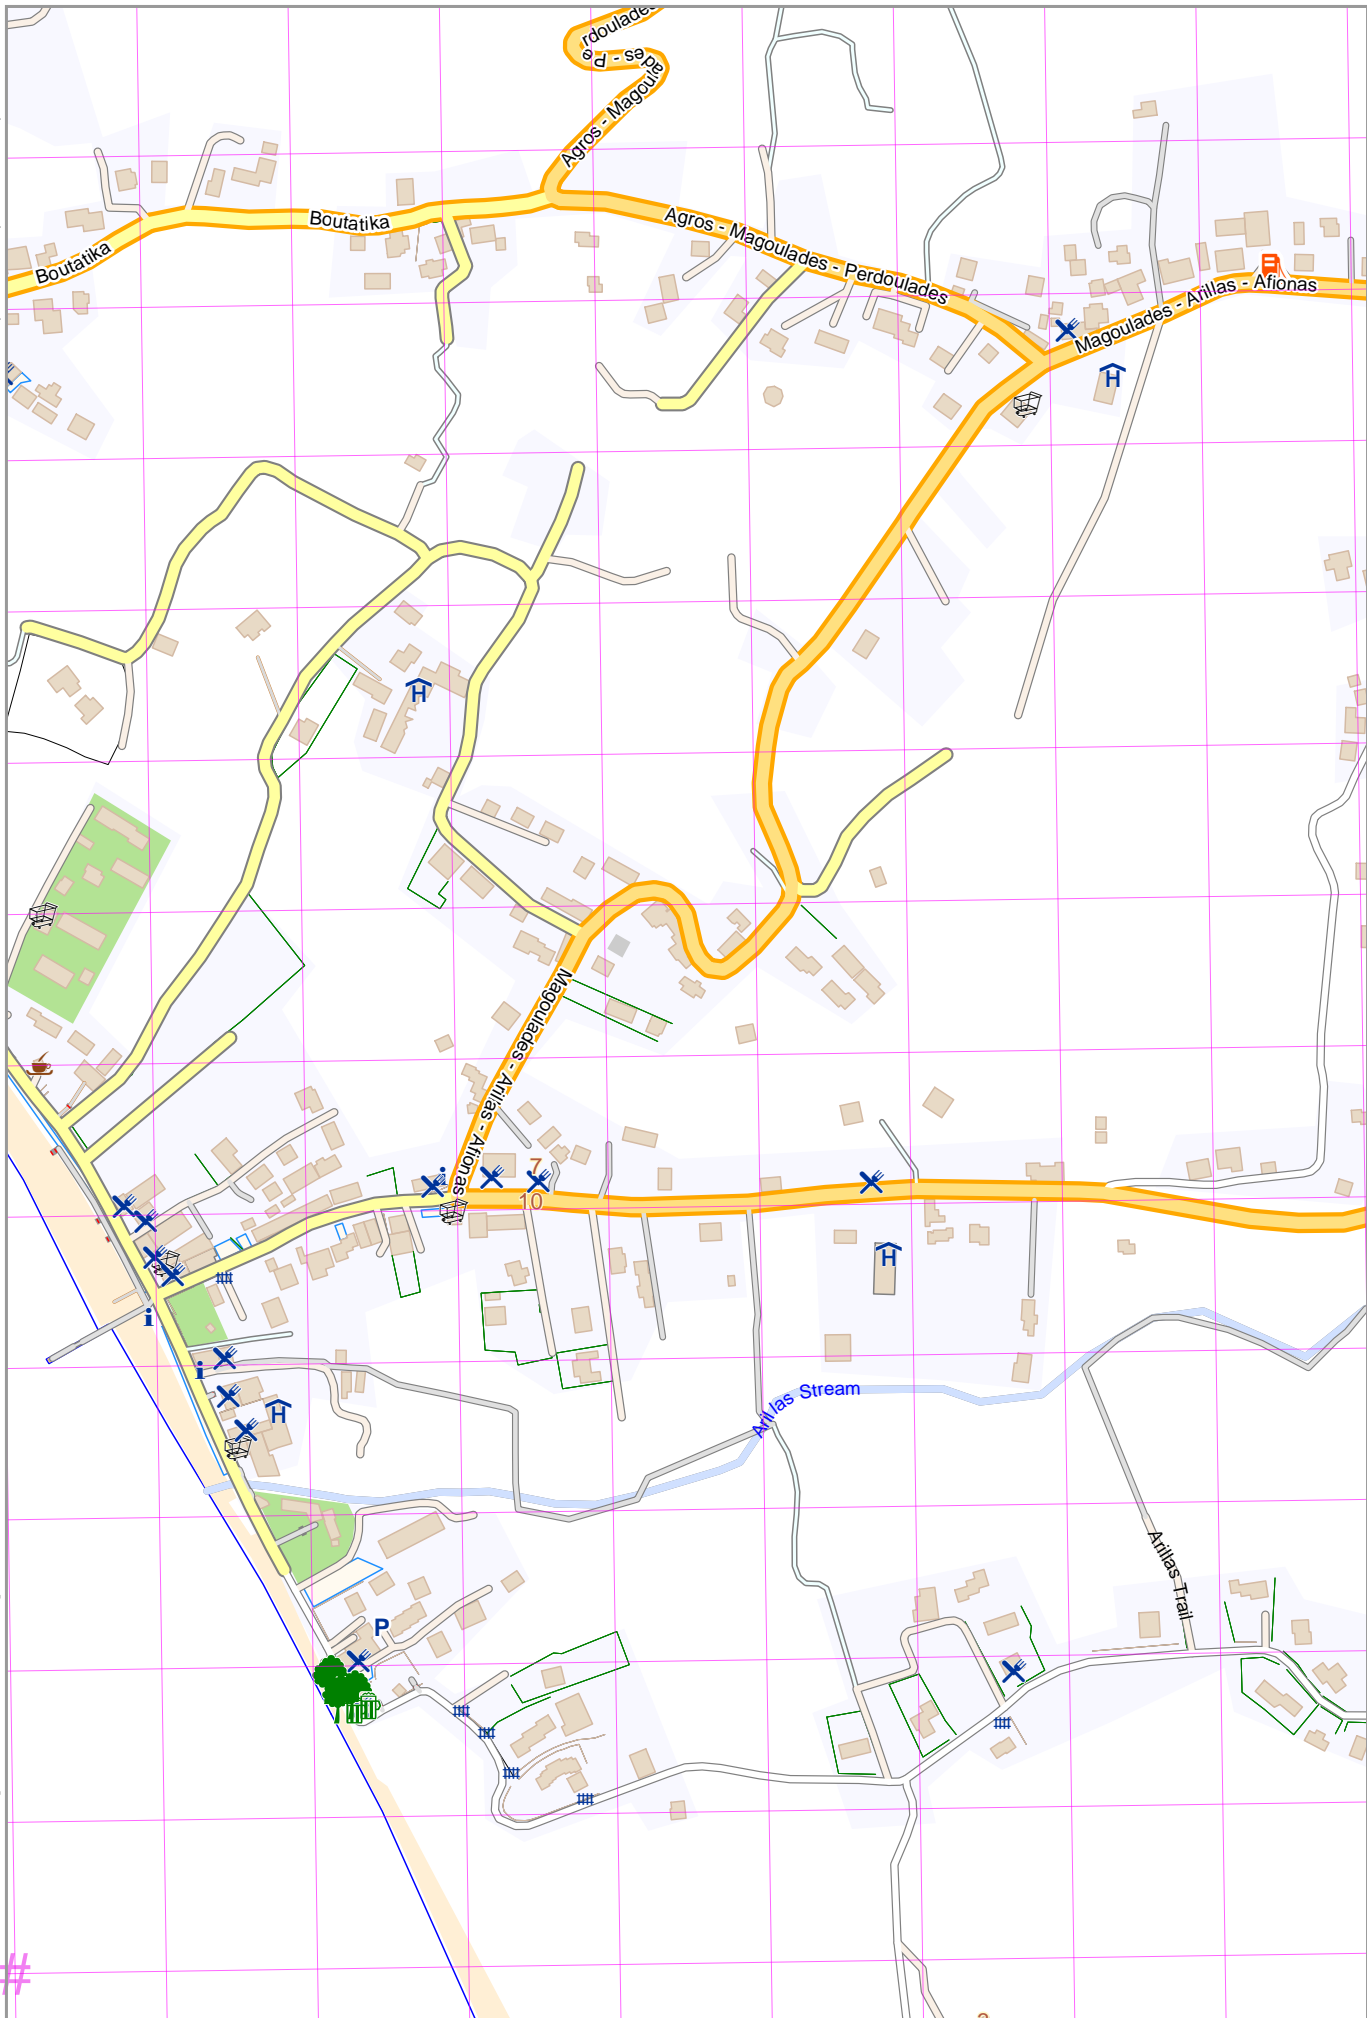 Agros - Magoulades - Perdoulades
Boutatika
Boutatika
Agros - Magoulades - Perdoulades
Magoulades - Arillas - Afionas
H
H
Magoulades - Arillas - Afionas
i
7
10
H
i
i
H
Arillas Stream
Arillas Trail
P
#